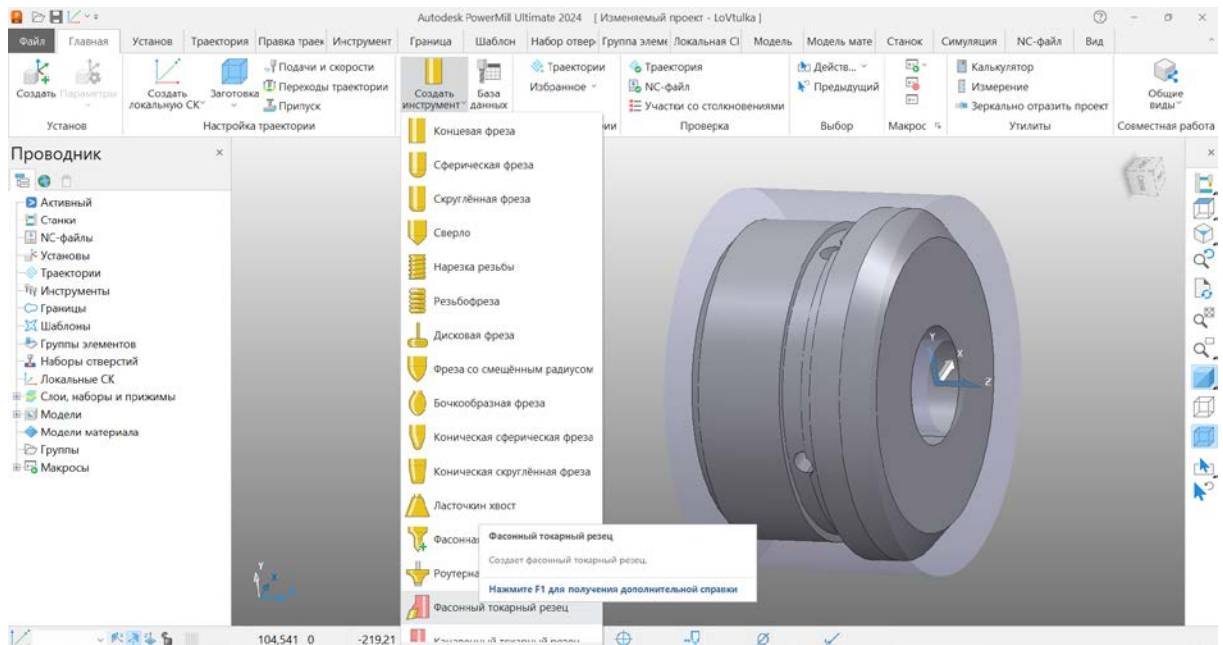 Autodesk PowerMill Ultimate 2024 [ Изменяемый проект - LoVtulka ]
Файл Главная Установ Траектория Правка траек Инструмент Граница Шаблон Набор отвер Группа элеме Локальная СІ Модель Модель мате Станок Симуляция NC-файл Вид
Создать
Параметры
Установ
Создать
локальную СК
Заготовка
Подачи и скорости
Переходы траектории
Припуск
Настройка траектории
Создать
инструмент
База
данных
Траектории
Избранное
ии
Траектория
NC-файл
Участки со столкновениями
Проверка
Действ...
Предыдущий
Выбор
Макрос
Калькулятор
Измерение
Зеркально отразить проект
Утилиты
Общие
виды
Совместная работа
Проводник
Активный
Станки
NC-файлы
Установы
Траектории
Инструменты
Границы
Шаблоны
Группы элементов
Наборы отверстий
Локальные СК
Слои, наборы и прижимы
Модели
Модели материала
Группы
Макросы
Концевая фреза
Сферическая фреза
Скруглённая фреза
Сверло
Нарезка резьбы
Резьбофреза
Дисковая фреза
Фреза со смещённым радиусом
Бочкообразная фреза
Коническая сферическая фреза
Коническая скруглённая фреза
Ласточкин хвост
Фасонная
Роутерна
Фасонный токарный резец
Канавочный токарный резец
Фасонный токарный резец
Создает фасонный токарный резец.
Нажмите F1 для получения дополнительной справки
Y
X
Z
Y
X
104,541 0 -219,21